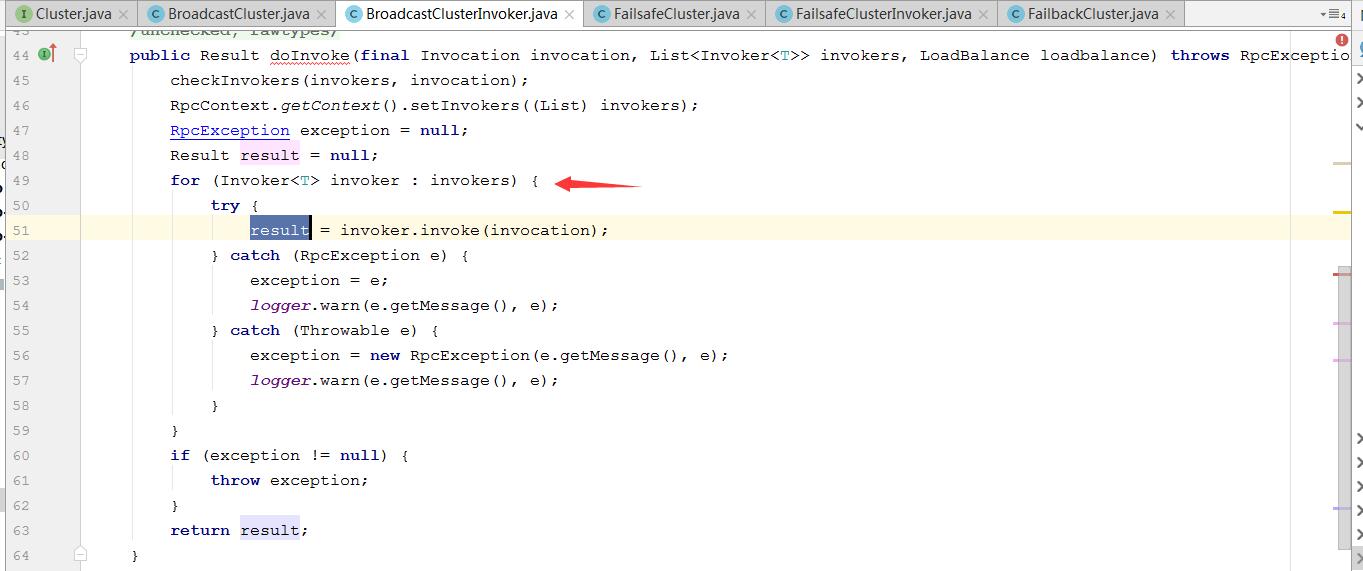 Cluster.java BroadcastCluster.java BroadcastClusterInvoker.java FailsafeCluster.java FailsafeClusterInvoker.java FailbackCluster.java
44 public Result doInvoke(final Invocation invocation, List<Invoker<T>> invokers, LoadBalance loadbalance) throws RpcExceptio
45 checkInvokers(invokers, invocation);
46 RpcContext.getContext().setInvokers((List) invokers);
47 RpcException exception = null;
48 Result result = null;
49 for (Invoker<T> invoker : invokers) {
50 try {
51 result = invoker.invoke(invocation);
52 } catch (RpcException e) {
53 exception = e;
54 logger.warn(e.getMessage(), e);
55 } catch (Throwable e) {
56 exception = new RpcException(e.getMessage(), e);
57 logger.warn(e.getMessage(), e);
58 }
59 }
60 if (exception != null) {
61 throw exception;
62 }
63 return result;
64 }